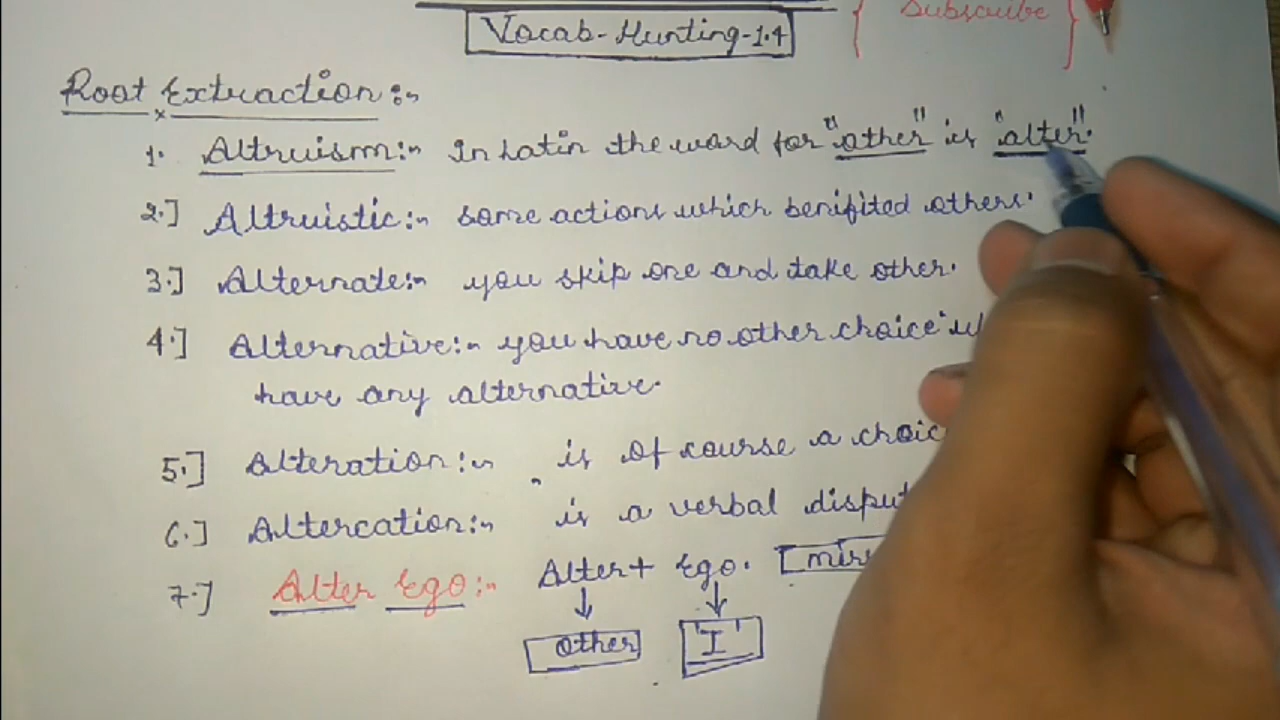 Vocab-Hunting-1.4
Subscribe
Root Extraction:-
1. Altruism:- In Latin the word for "other" is "alter".
2.] Altruistic:- some actions which benifited others.
3.] Alternate:- you skip one and take other.
4.] Alternative:- you have no other choice
have any alternative.
5.] Alteration:- is of course a
6.] Altercation:- is a verbal
7.] Alter Ego:- Alter + Ego.
Other 'I'